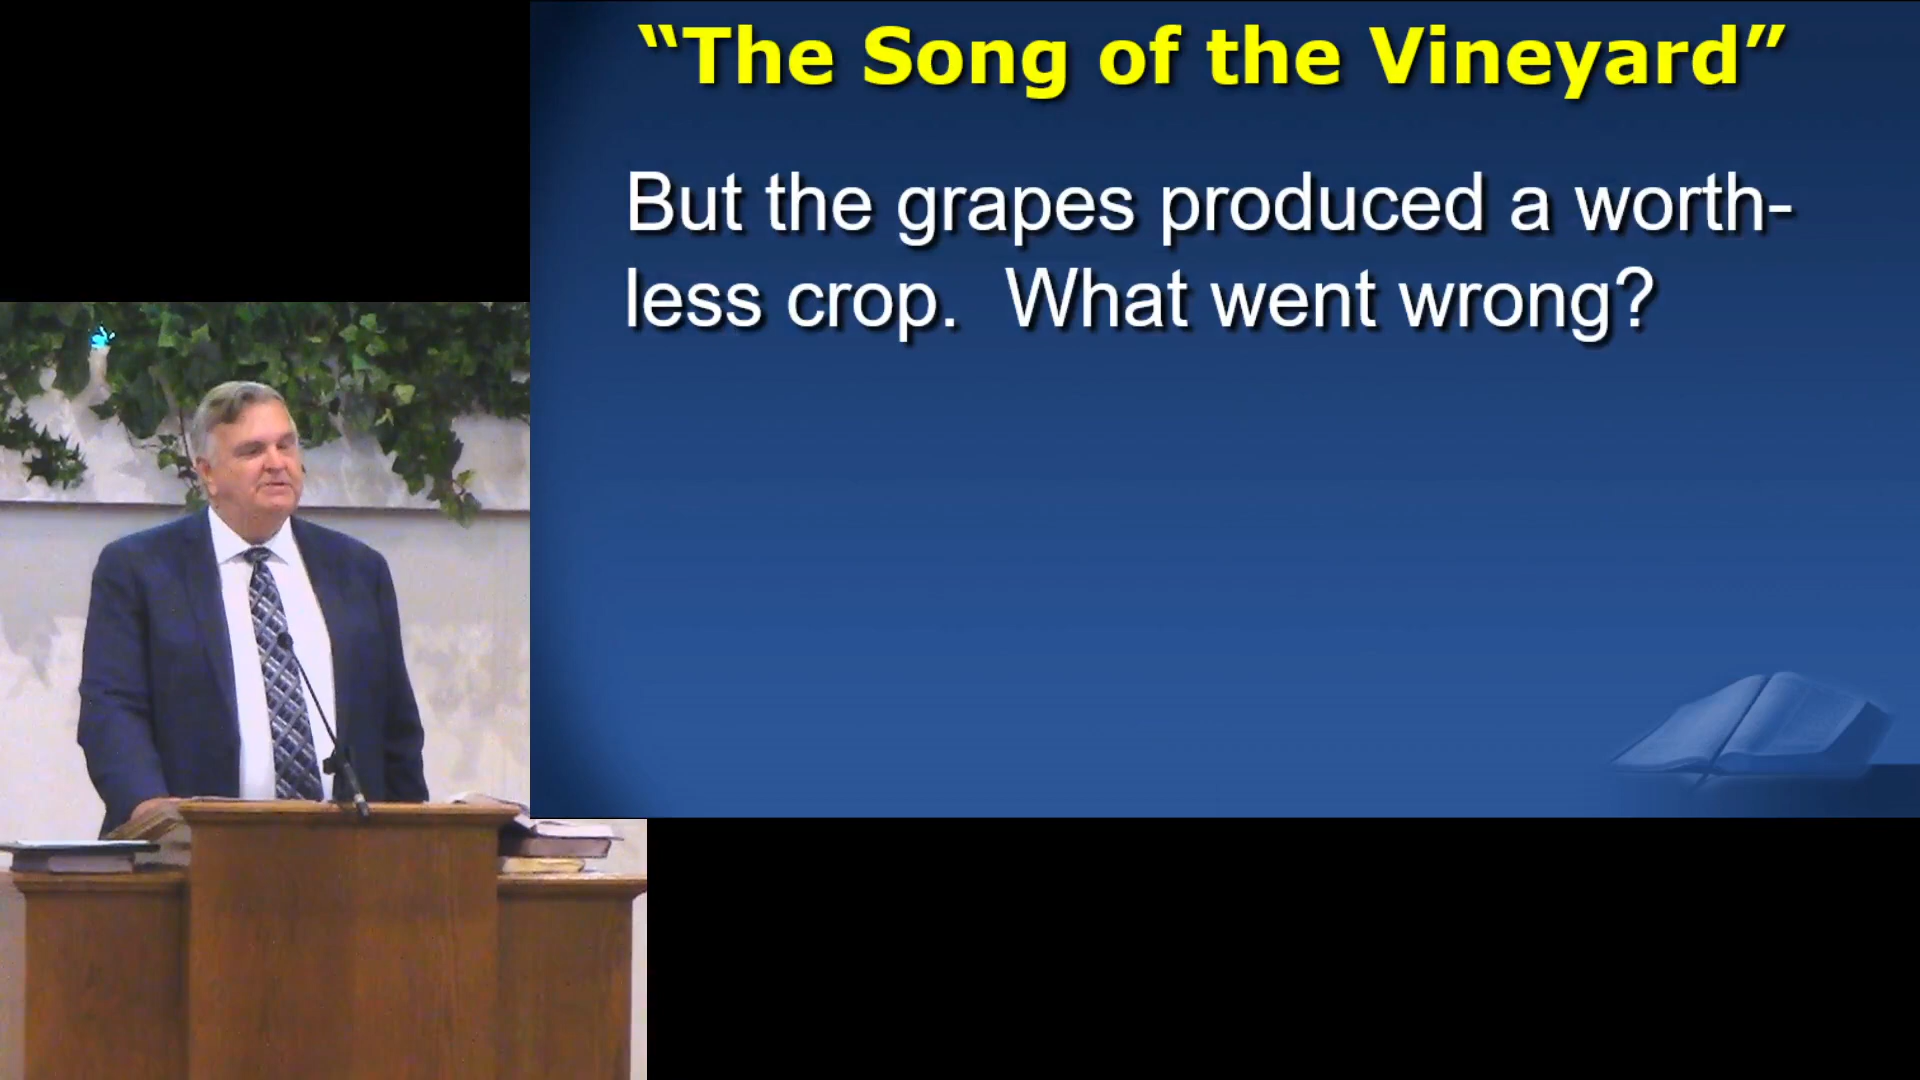 “The Song of the Vineyard”
But the grapes produced a worth-
less crop.  What went wrong?